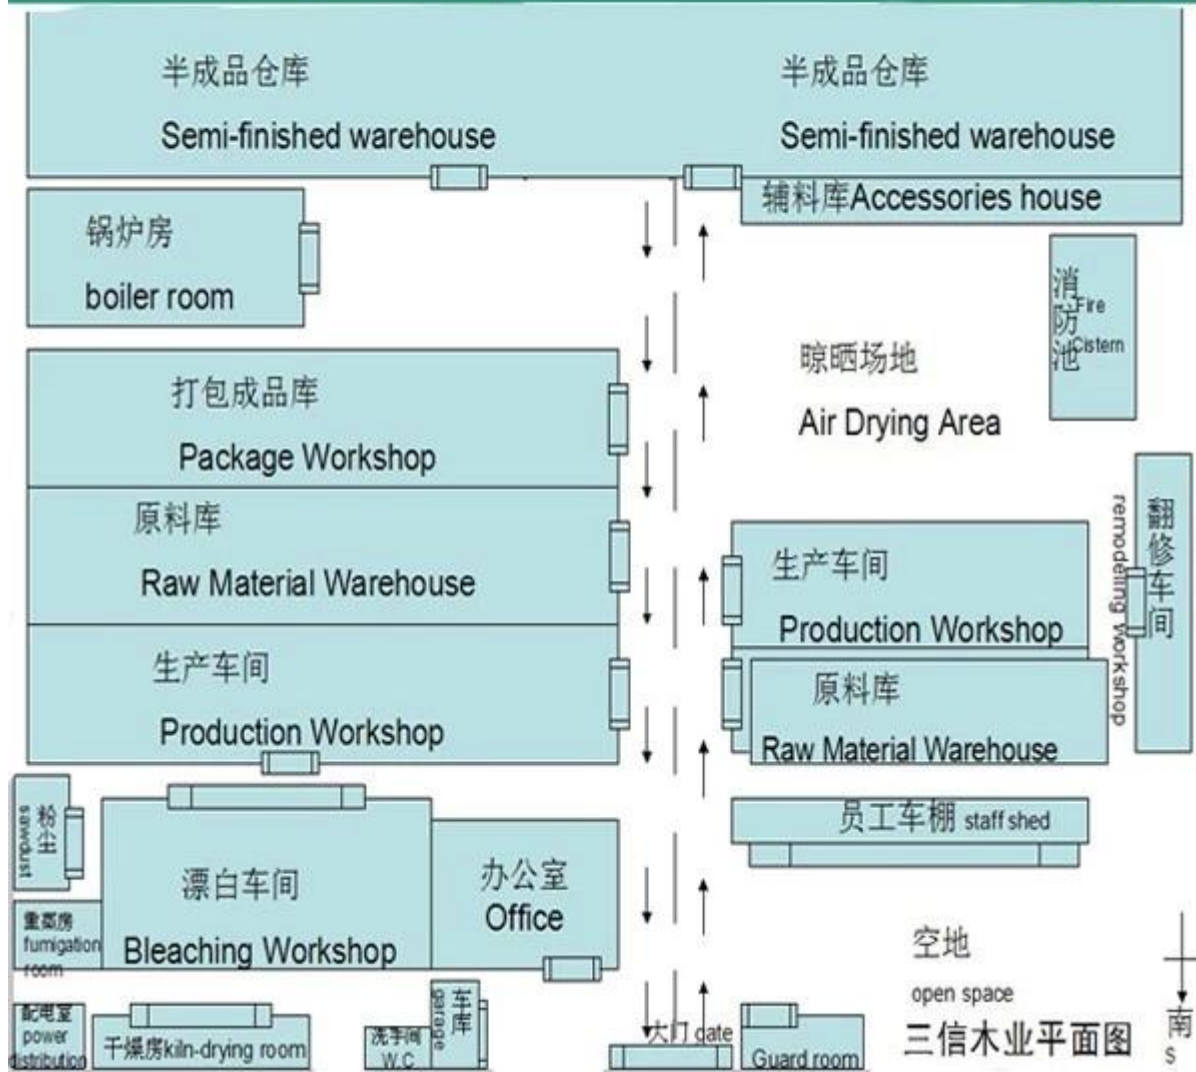 半成品仓库
Semi-finished warehouse
半成品仓库
Semi-finished warehouse
辅料库Accessories house
锅炉房
boiler room
消防池
Fire
Cistern
晾晒场地
Air Drying Area
打包成品库
Package Workshop
原料库
Raw Material Warehouse
生产车间
Production Workshop
生产车间
Production Workshop
原料库
Raw Material Warehouse
翻修车间
remodeling workshop
员工车棚 staff shed
粉尘
sawdust
漂白车间
Bleaching Workshop
办公室
Office
重蒸房
fumigation
room
空地
open space
配电室
power
distribution
干燥房kiln-drying room
洗手间
W.C
车库
garage
大门 gate
Guard room
三信木业平面图
南
S